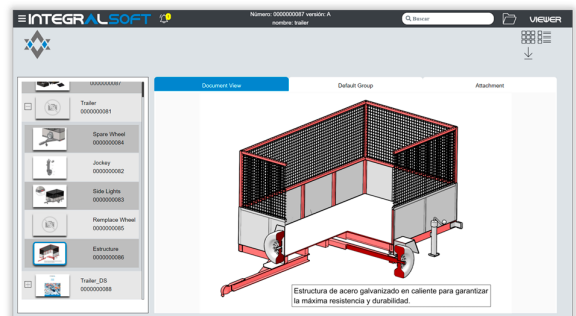 INTEGRALSOFT
Número: 0000000087 versión: A
nombre: trailer
Buscar
VIEWER
0000000087
Trailer
0000000081
Spare Wheel
0000000084
Jockey
0000000082
Side Lights
0000000083
Remplace Wheel
0000000085
Estructure
0000000086
Trailer_DS
0000000088
Document View
Default Group
Attachment
Estructura de acero galvanizado en caliente para garantizar
la máxima resistencia y durabilidad.